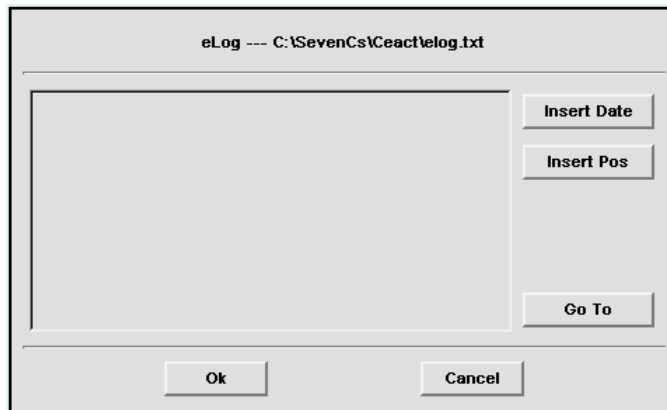 eLog --- C:\SevenCs\Ceact\elog.txt
Insert Date
Insert Pos
Go To
Ok
Cancel